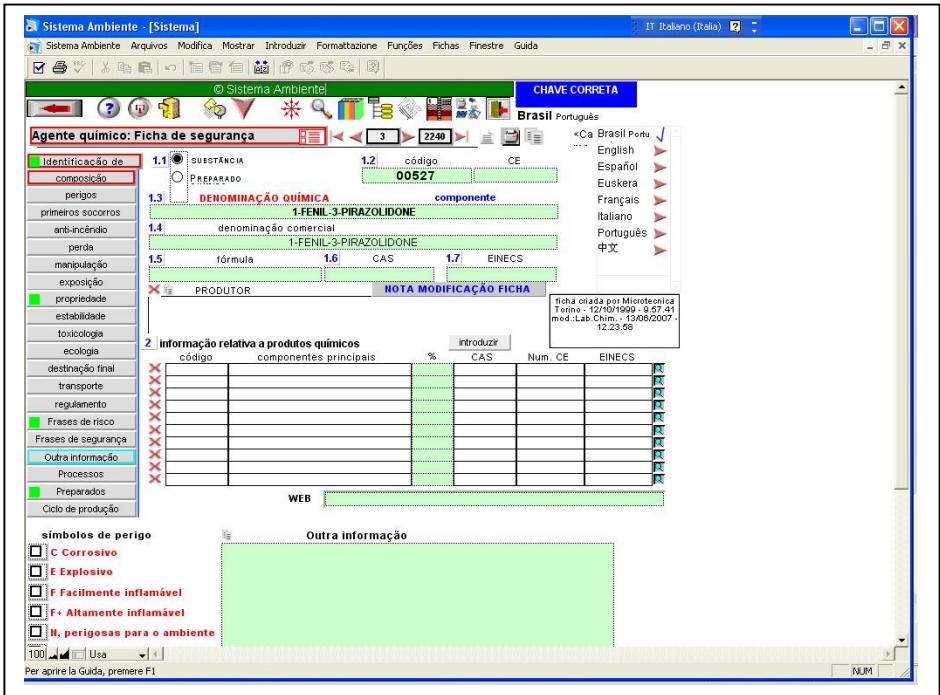 Sistema Ambiente - [Sistema]
IT Italiano (Italia)
Sistema Ambiente Arquivos Modifica Mostrar Introduzir Formattazione Funções Fichas Finestre Guida
© Sistema Ambiente
CHAVE CORRETA
Brasil Português
Agente químico: Ficha de segurança
3
2240
<Ca Brasil Portu
English
Español
Euskera
Français
Italiano
Português
中文
Identificação de
composição
perigos
primeiros socorros
anti-incêndio
perda
manipulação
exposição
propriedade
estabilidade
toxicologia
ecologia
destinação final
transporte
regulamento
Frases de risco
Frases de segurança
Outra informação
Processos
Preparados
Ciclo de produção
1.1 SUBSTÂNCIA
PREPARADO
1.2 código CE
00527
1.3 DENOMINAÇÃO QUÍMICA componente
1-FENIL-3-PIRAZOLIDONE
1.4 denominação comercial
1-FENIL-3-PIRAZOLIDONE
1.5 fórmula 1.6 CAS 1.7 EINECS
PRODUTOR NOTA MODIFICAÇÃO FICHA
ficha criada por Microtecnica
Torino - 12/10/1999 - 9.57.41
mod.:Lab.Chim. - 13/06/2007 -
12.23.58
2 informação relativa a produtos químicos introduzir
código componentes principais % CAS Num. CE EINECS
WEB
símbolos de perigo
C Corrosivo
E Explosivo
F Facilmente inflamável
F+ Altamente inflamável
N, perigosas para o ambiente
Outra informação
100 Usa
Per aprire la Guida, premere F1
NUM